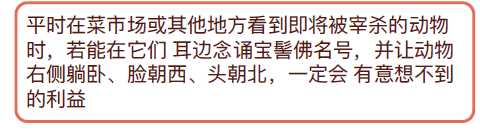 平时在菜市场或其他地方看到即将被宰杀的动物
时，若能在它们 耳边念诵宝髻佛名号，并让动物
右侧躺卧、脸朝西、头朝北，一定会 有意想不到
的利益